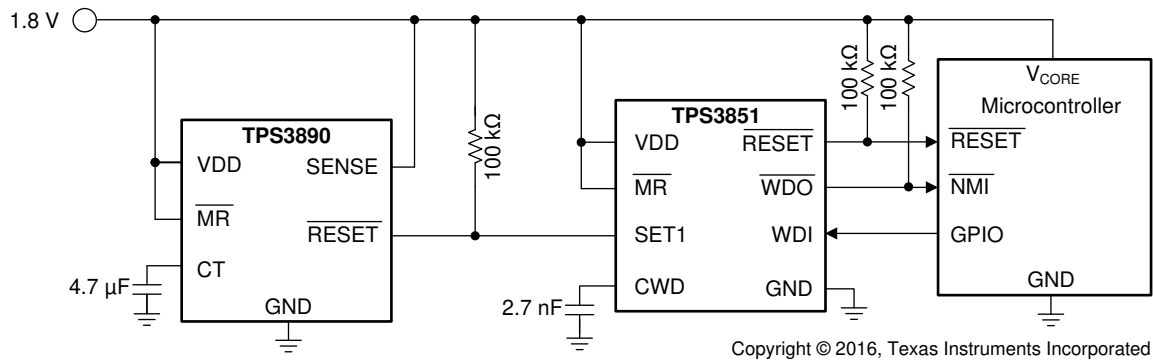 1.8 V
TPS3890
VDD
SENSE
MR
RESET
CT
GND
4.7 µF
100 kΩ
TPS3851
VDD
RESET
MR
WDO
SET1
WDI
CWD
GND
2.7 nF
100 kΩ
100 kΩ
VCORE
Microcontroller
RESET
NMI
GPIO
GND
Copyright © 2016, Texas Instruments Incorporated